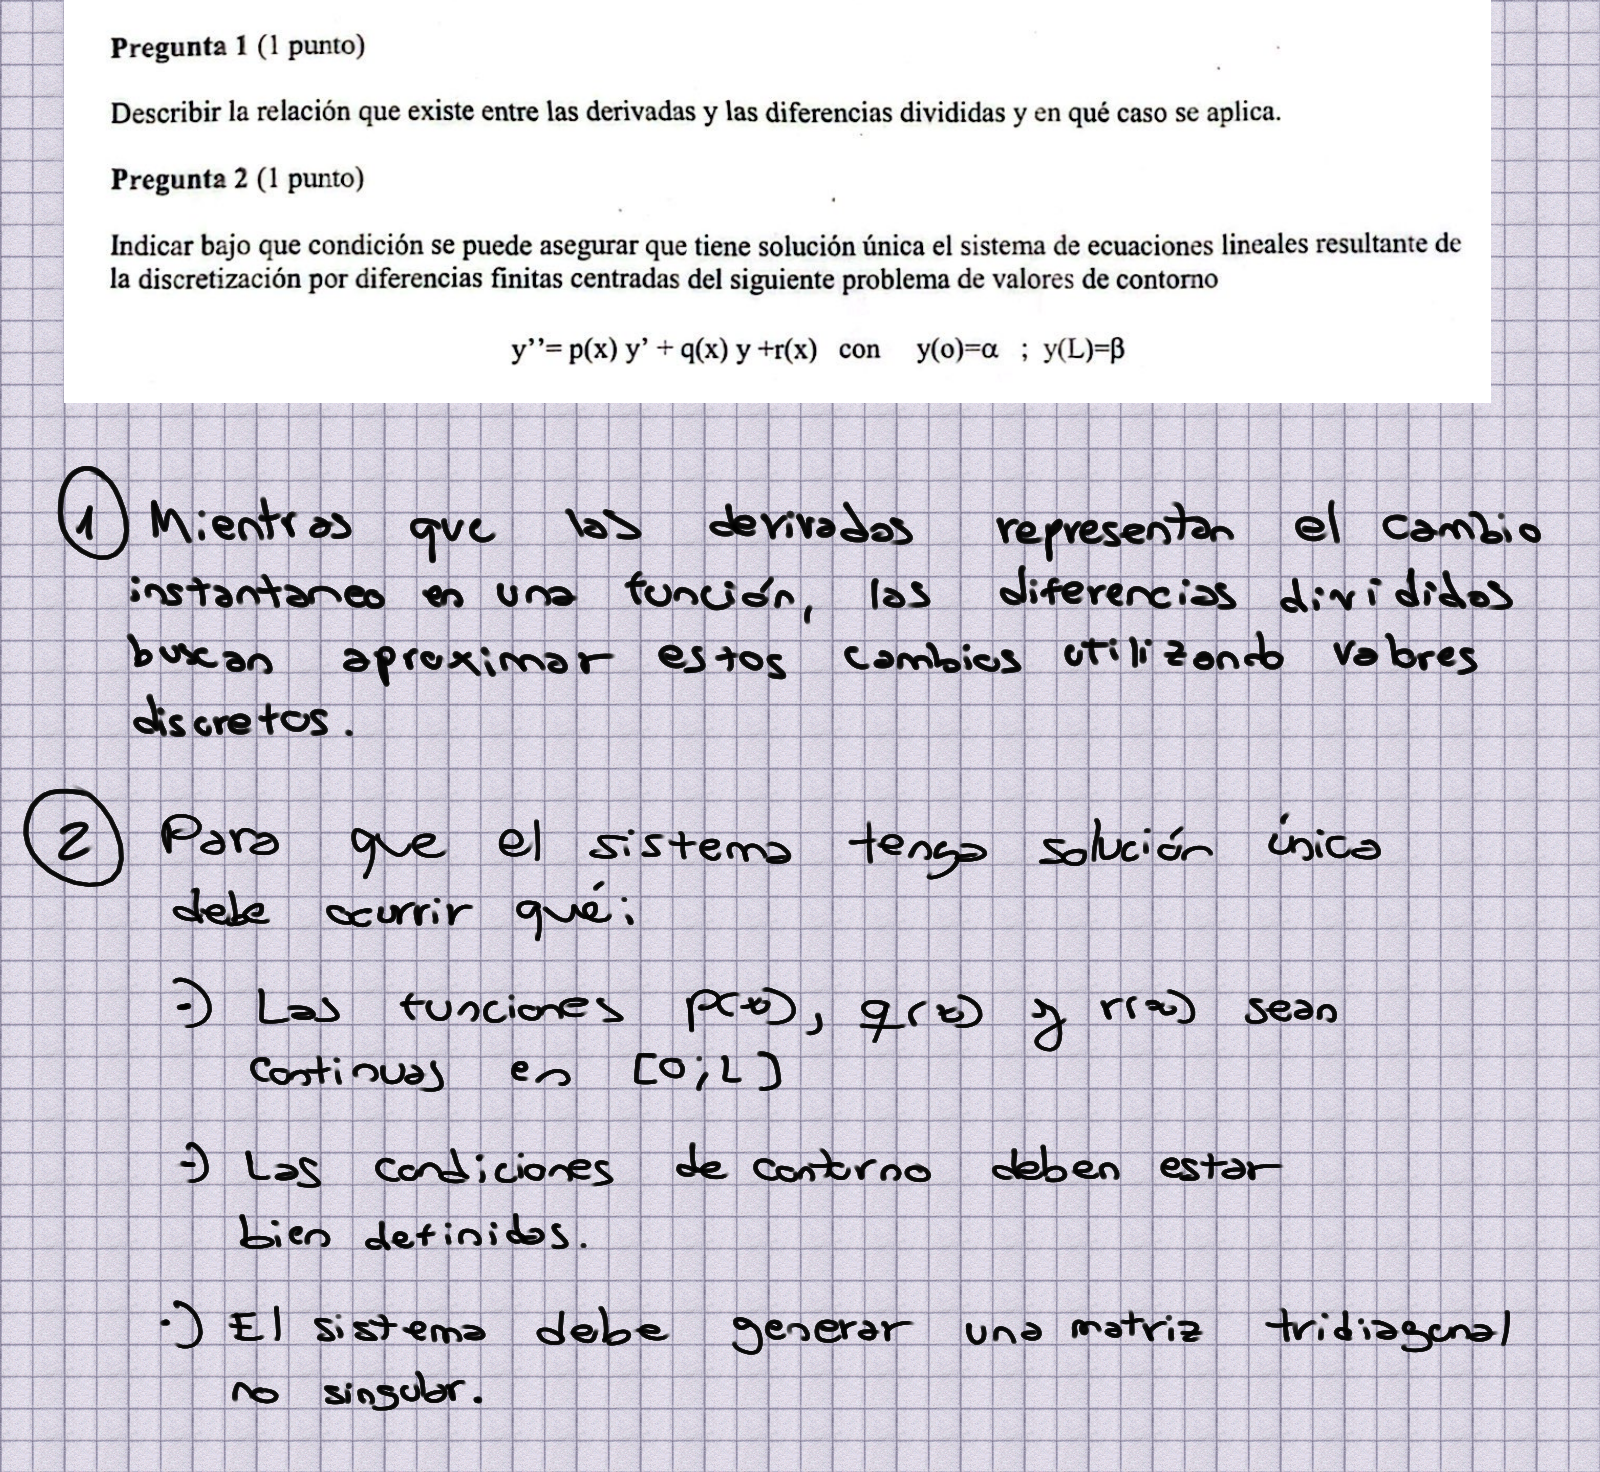 Pregunta 1 (1 punto)
Describir la relación que existe entre las derivadas y las diferencias divididas y en qué caso se aplica.
Pregunta 2 (1 punto)
Indicar bajo que condición se puede asegurar que tiene solución única el sistema de ecuaciones lineales resultante de
la discretización por diferencias finitas centradas del siguiente problema de valores de contorno
y’’= p(x) y’ + q(x) y +r(x) con y(o)=α ; y(L)=β
1 Mientras que las derivadas representan el cambio
instantaneo en una función, las diferencias divididas
buscan aproximar estos cambios utilizando valores
discretos.
2 Para que el sistema tenga solución única
debe ocurrir qué:
·) Las funciones p(x), q(x) y r(x) sean
continuas en [0;L]
·) Las condiciones de contorno deben estar
bien definidas.
·) El sistema debe generar una matriz tridiagonal
no singular.